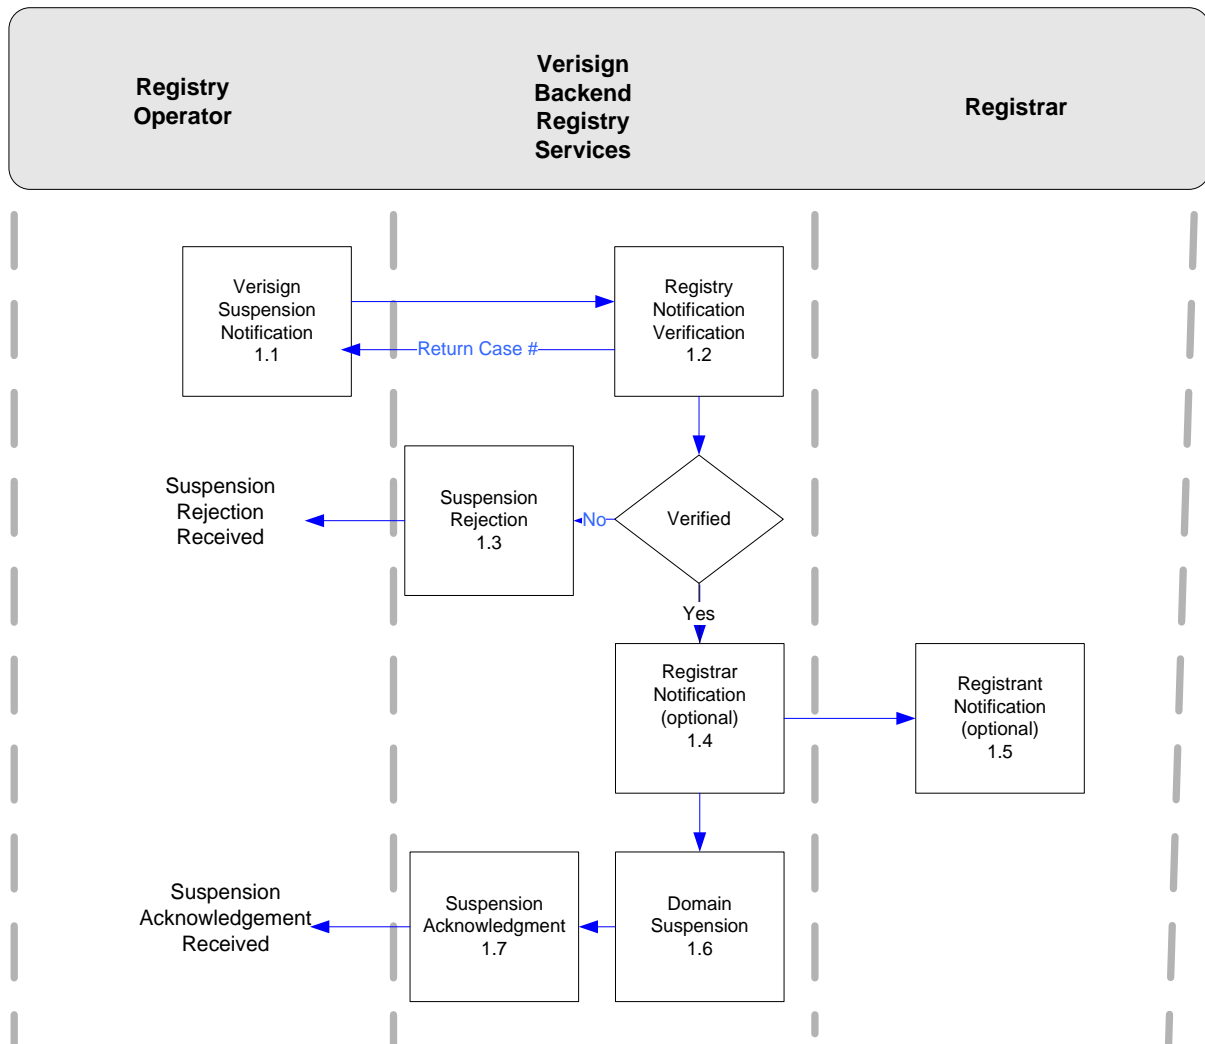 Registry
Operator
Verisign
Backend
Registry
Services
Registrar
Verisign
Suspension
Notification
1.1
Return Case #
Registry
Notification
Verification
1.2
Suspension
Rejection
Received
Suspension
Rejection
1.3
No
Verified
Yes
Registrar
Notification
(optional)
1.4
Registrant
Notification
(optional)
1.5
Suspension
Acknowledgement
Received
Suspension
Acknowledgment
1.7
Domain
Suspension
1.6